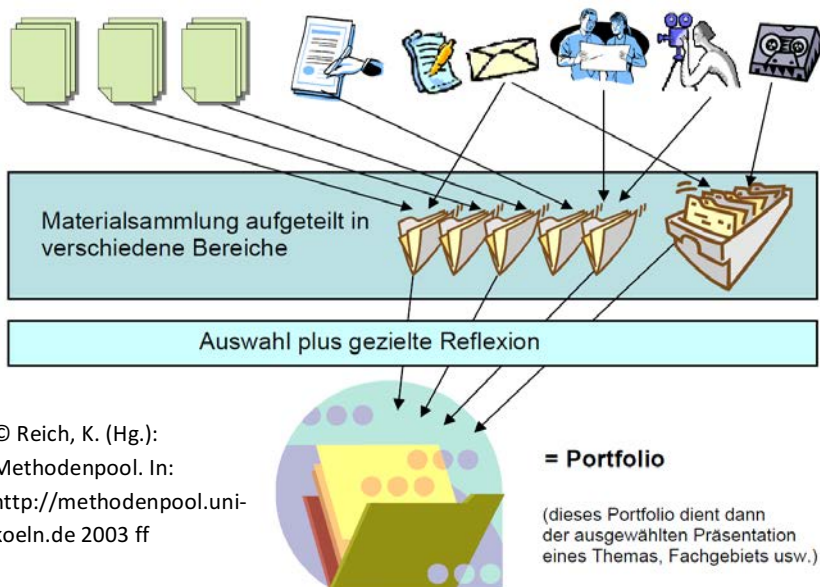 Materialsammlung aufgeteilt in
verschiedene Bereiche
Auswahl plus gezielte Reflexion
© Reich, K. (Hg.):
Methodenpool. In:
http://methodenpool.uni-
koeln.de 2003 ff
= Portfolio
(dieses Portfolio dient dann
der ausgewählten Präsentation
eines Themas, Fachgebiets usw.)